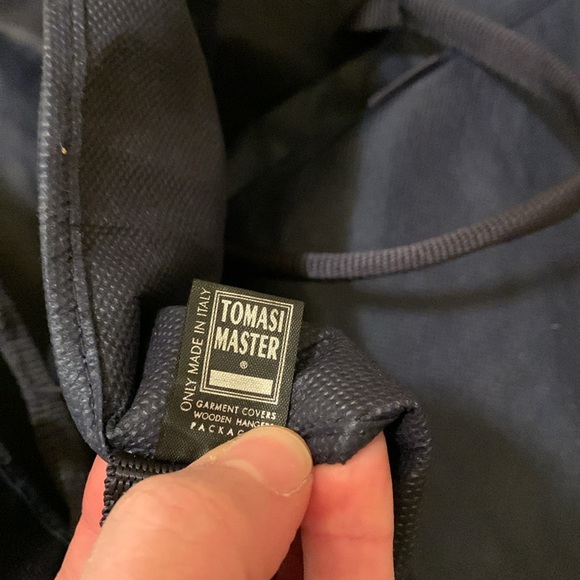 ONLY MADE IN ITALY
TOMASI
MASTER
®
GARMENT COVERS
WOODEN HANGERS